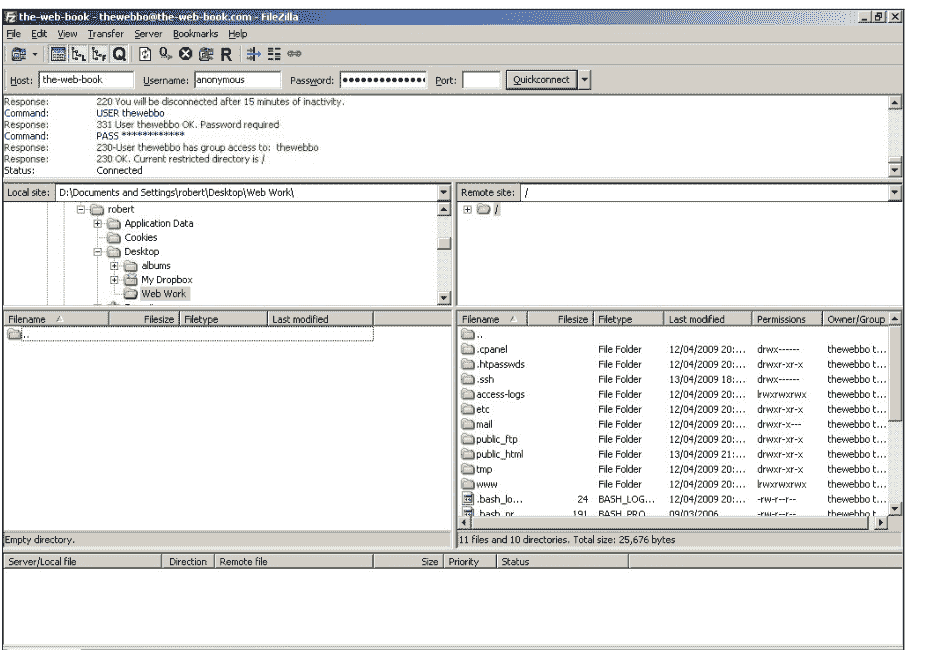 the-web-book - thewebbo@the-web-book.com - FileZilla
File Edit View Transfer Server Bookmarks Help
Host: the-web-book Username: anonymous Password: •••••••••••••• Port: Quickconnect
Response: 220 You will be disconnected after 15 minutes of inactivity.
Command: USER thewebbo
Response: 331 User thewebbo OK. Password required
Command: PASS ************
Response: 230-User thewebbo has group access to: thewebbo
Response: 230 OK. Current restricted directory is /
Status: Connected
Local site: D:\Documents and Settings\robert\Desktop\Web Work\
robert
Application Data
Cookies
Desktop
albums
My Dropbox
Web Work
Remote site: /
/
Filename Filesize Filetype Last modified
..
Empty directory.
Filename Filesize Filetype Last modified Permissions Owner/Group
..
.cpanel File Folder 12/04/2009 20:... drwx------ thewebbo t...
.htpasswds File Folder 12/04/2009 20:... drwxr-xr-x thewebbo t...
.ssh File Folder 13/04/2009 18:... drwx------ thewebbo t...
access-logs File Folder 12/04/2009 20:... lrwxrwxrwx thewebbo t...
etc File Folder 12/04/2009 20:... drwxr-xr-x thewebbo t...
mail File Folder 12/04/2009 20:... drwxr-x--- thewebbo t...
public_ftp File Folder 12/04/2009 20:... drwxr-xr-x thewebbo t...
public_html File Folder 13/04/2009 21:... drwxr-xr-x thewebbo t...
tmp File Folder 12/04/2009 20:... drwxr-xr-x thewebbo t...
www File Folder 12/04/2009 20:... lrwxrwxrwx thewebbo t...
.bash_lo... 24 BASH_LOG... 12/04/2009 20:... -rw-r--r-- thewebbo t...
.bash_pr... 191 BASH_PRO... 09/03/2006 -rw-r--r-- thewebbo t...
11 files and 10 directories. Total size: 25,676 bytes
Server/Local file Direction Remote file Size Priority Status